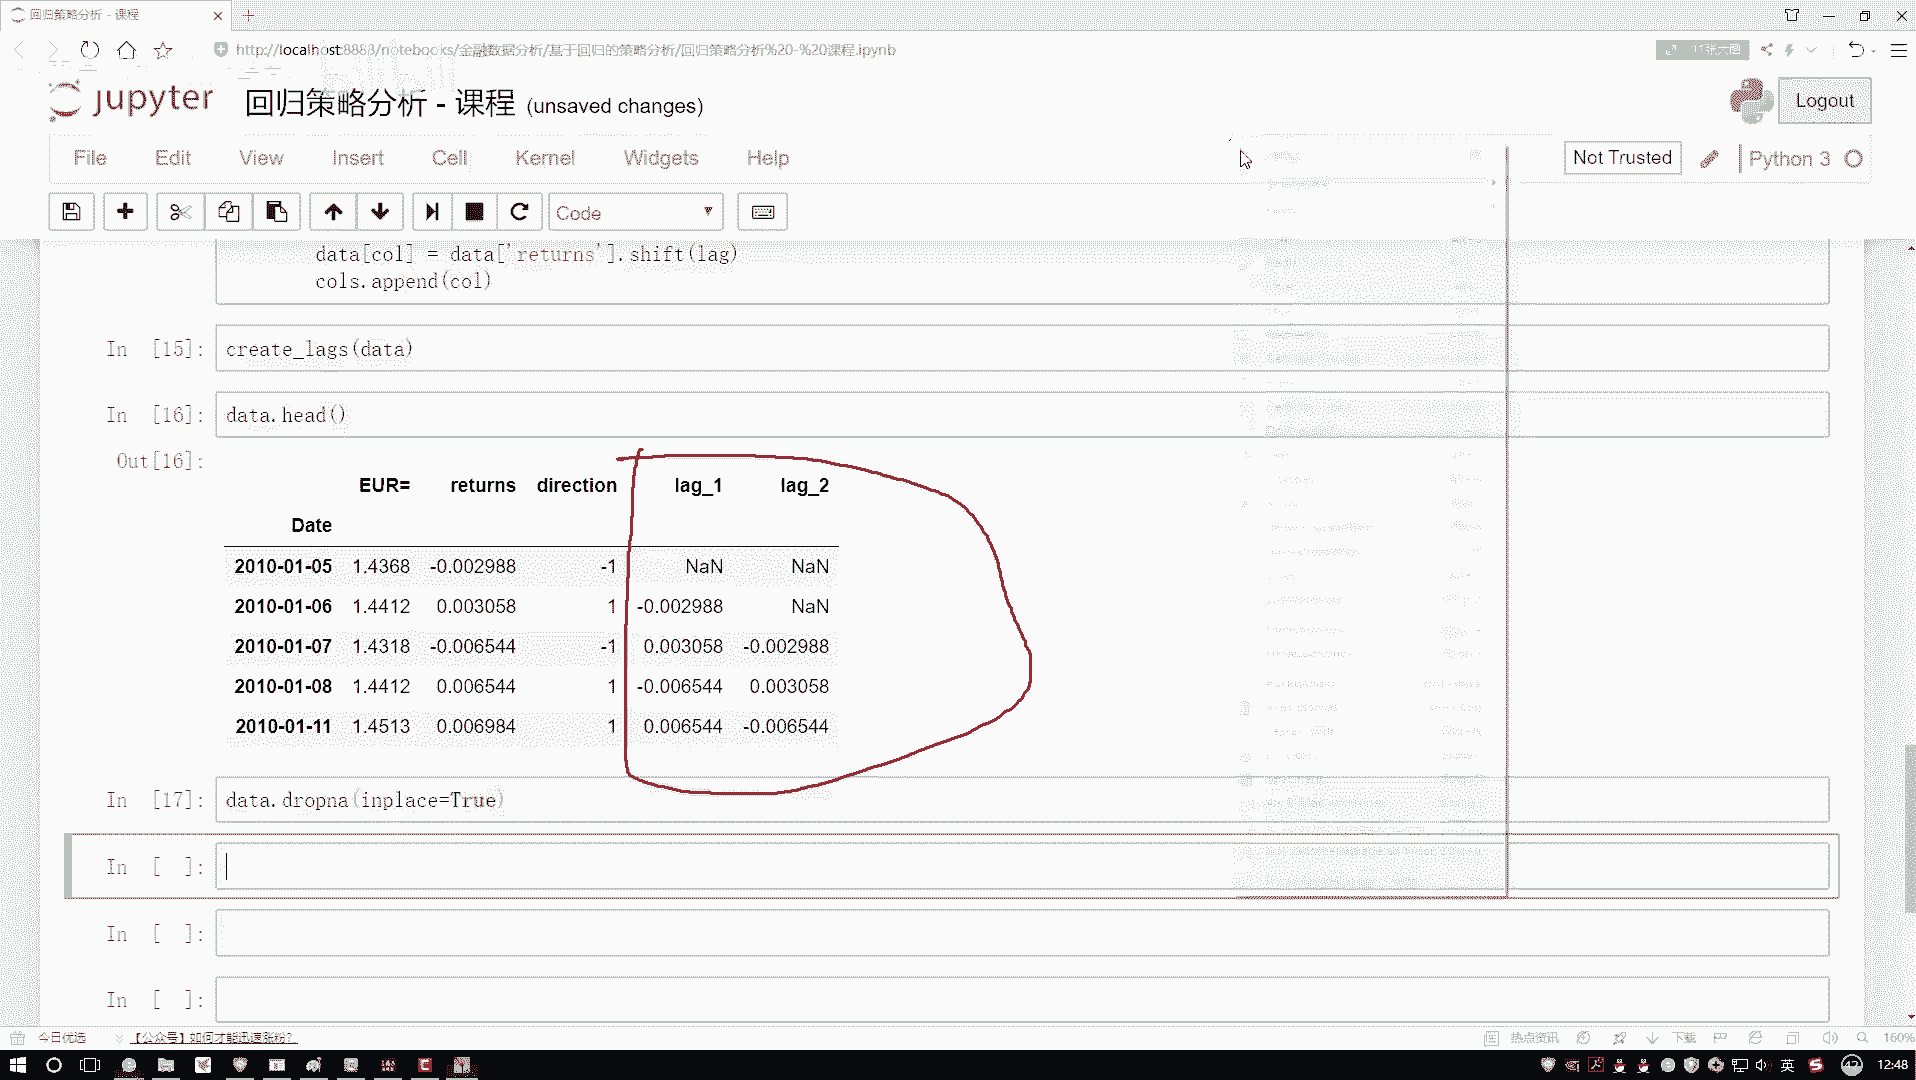 回归策略分析 - 课程
http://localhost:8888/notebooks/金融数据分析/基于回归的策略分析/回归策略分析%20-%20课程.ipynb
11张大图
jupyter 回归策略分析 - 课程 (unsaved changes)
Logout
File Edit View Insert Cell Kernel Widgets Help
Not Trusted
Python 3
Code
data[col] = data['returns'].shift(lag)
cols.append(col)
In [15]: create_lags(data)
In [16]: data.head()
Out[16]:
EUR= returns direction lag_1 lag_2
Date
2010-01-05 1.4368 -0.002988 -1 NaN NaN
2010-01-06 1.4412 0.003058 1 -0.002988 NaN
2010-01-07 1.4318 -0.006544 -1 0.003058 -0.002988
2010-01-08 1.4412 0.006544 1 -0.006544 0.003058
2010-01-11 1.4513 0.006984 1 0.006544 -0.006544
In [17]: data.dropna(inplace=True)
In [ ]:
In [ ]:
In [ ]:
今日优选 【公众号】如何才能迅速涨粉?
热点资讯 下载 160%
英 42 12:48